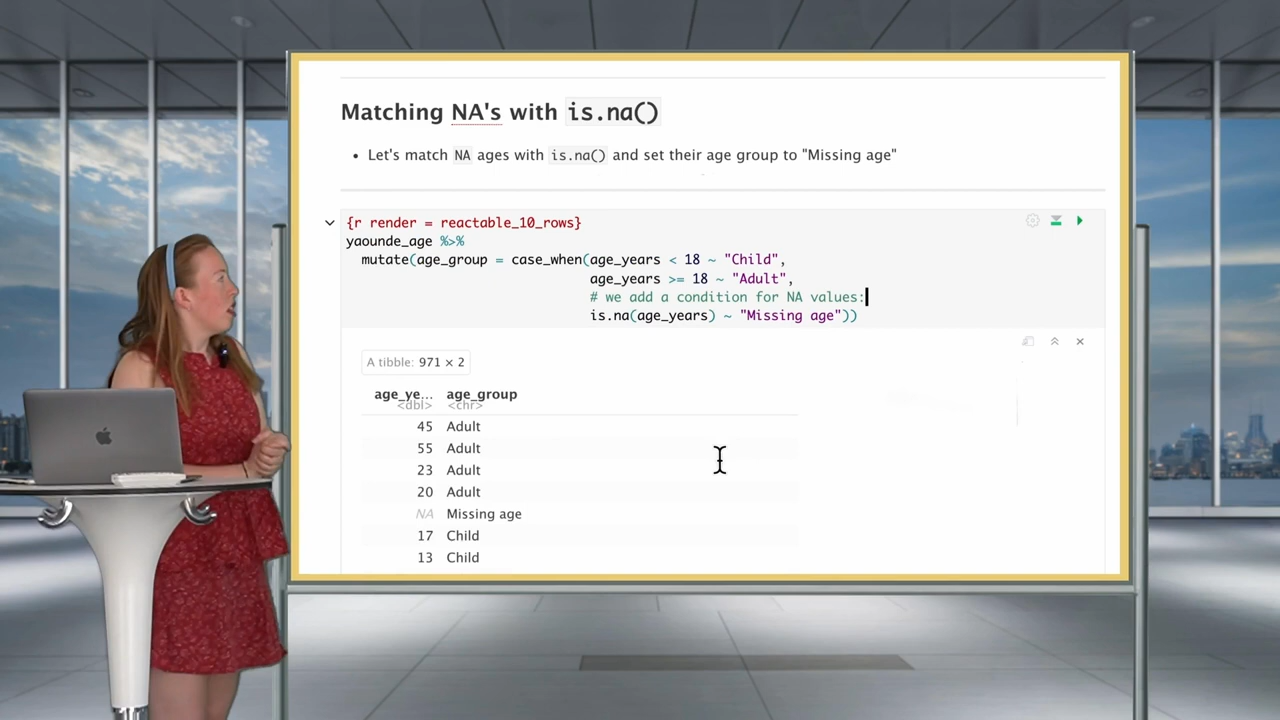 Matching NA's with is.na()
• Let's match NA ages with is.na() and set their age group to "Missing age"
{r render = reactable_10_rows}
yaounde_age %>%
mutate(age_group = case_when(age_years < 18 ~ "Child",
age_years >= 18 ~ "Adult",
# we add a condition for NA values:
is.na(age_years) ~ "Missing age"))
A tibble: 971 × 2
age_ye... age_group
<dbl> <chr>
45 Adult
55 Adult
23 Adult
20 Adult
NA Missing age
17 Child
13 Child